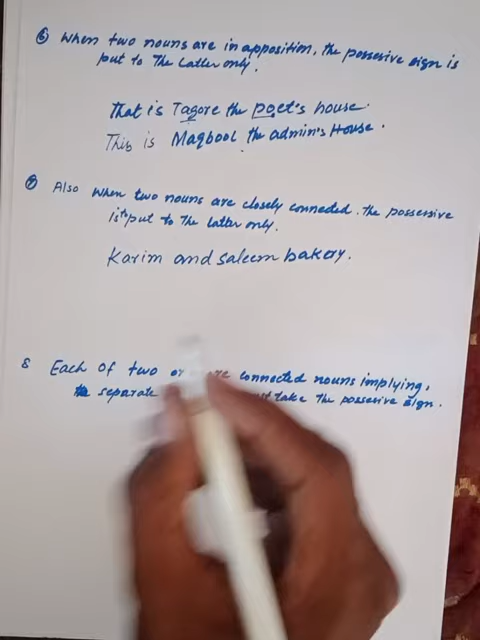 ⑥ When two nouns are in apposition, the possesive sign is
put to The Latter only.
That is Tagore the poet's house.
This is Maqbool the admin's House.
⑦ Also when two nouns are closely connected. the possessive
is put to The latter only.
Karim and saleem bakery.
8 Each of two or connected nouns implying,
separate take The possesive sign.